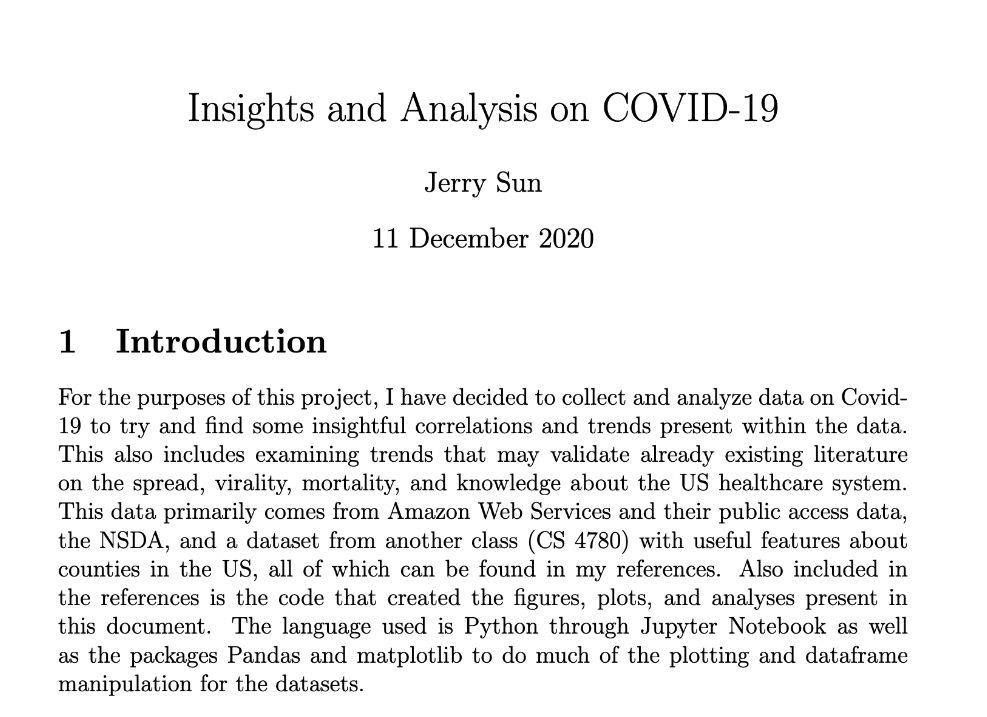 Insights and Analysis on COVID-19
Jerry Sun
11 December 2020
1 Introduction
For the purposes of this project, I have decided to collect and analyze data on Covid-
19 to try and find some insightful correlations and trends present within the data.
This also includes examining trends that may validate already existing literature
on the spread, virality, mortality, and knowledge about the US healthcare system.
This data primarily comes from Amazon Web Services and their public access data,
the NSDA, and a dataset from another class (CS 4780) with useful features about
counties in the US, all of which can be found in my references. Also included in
the references is the code that created the figures, plots, and analyses present in
this document. The language used is Python through Jupyter Notebook as well
as the packages Pandas and matplotlib to do much of the plotting and dataframe
manipulation for the datasets.